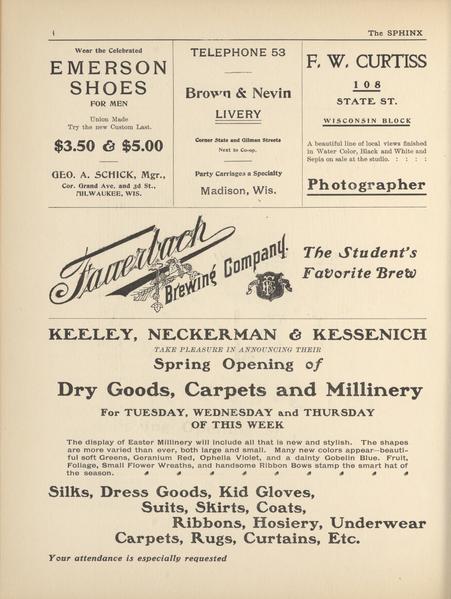 4
The SPHINX
Wear the Celebrated
EMERSON
SHOES
FOR MEN
Union Made
Try the new Custom Last.
$3.50 & $5.00
GEO. A. SCHICK, Mgr.,
Cor. Grand Ave. and 3d St.,
MILWAUKEE, WIS.
TELEPHONE 53
Brown & Nevin
LIVERY
Corner State and Gilman Streets
Next to Co-op.
Party Carriages a Specialty
Madison, Wis.
F. W. CURTISS
108
STATE ST.
WISCONSIN BLOCK
A beautiful line of local views finished
in Water Color, Black and White and
Sepia on sale at the studio. : : : :
Photographer
Fauerbach
Brewing Company.
The Student's
Favorite Brew
KEELEY, NECKERMAN & KESSENICH
TAKE PLEASURE IN ANNOUNCING THEIR
Spring Opening of
Dry Goods, Carpets and Millinery
For TUESDAY, WEDNESDAY and THURSDAY
OF THIS WEEK
The display of Easter Millinery will include all that is new and stylish. The shapes
are more varied than ever, both large and small. Many new colors appear—beauti-
ful soft Greens, Geranium Red, Ophelia Violet, and a dainty Gobelin Blue. Fruit,
Foliage, Small Flower Wreaths, and handsome Ribbon Bows stamp the smart hat of
the season.
Silks, Dress Goods, Kid Gloves,
Suits, Skirts, Coats,
Ribbons, Hosiery, Underwear
Carpets, Rugs, Curtains, Etc.
Your attendance is especially requested